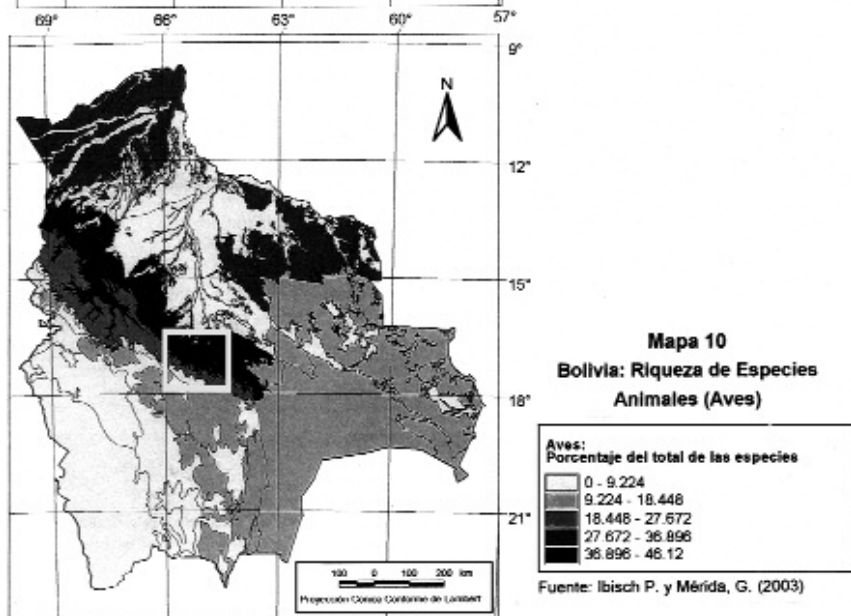 69° 66° 63° 60° 57°
9°
N
12°
15°
18°
21°
Mapa 10
Bolivia: Riqueza de Especies
Animales (Aves)
Aves:
Porcentaje del total de las especies
0 - 9.224
9.224 - 18.448
18.448 - 27.672
27.672 - 36.896
36.896 - 46.12
100 0 100 200 km
Proyección Cónica Conforme de Lambert
Fuente: Ibisch P. y Mérida, G. (2003)